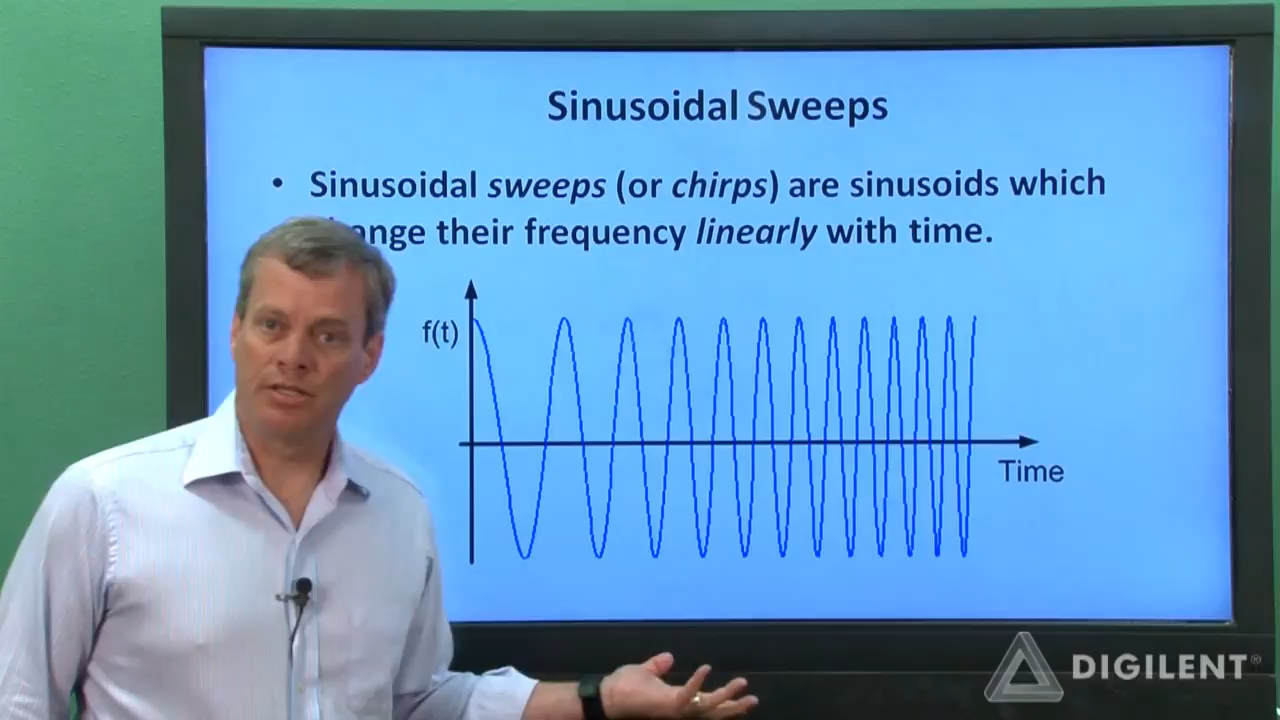 Sinusoidal Sweeps
• Sinusoidal sweeps (or chirps) are sinusoids which
their frequency linearly with time.
f(t)
Time
DIGILENT®